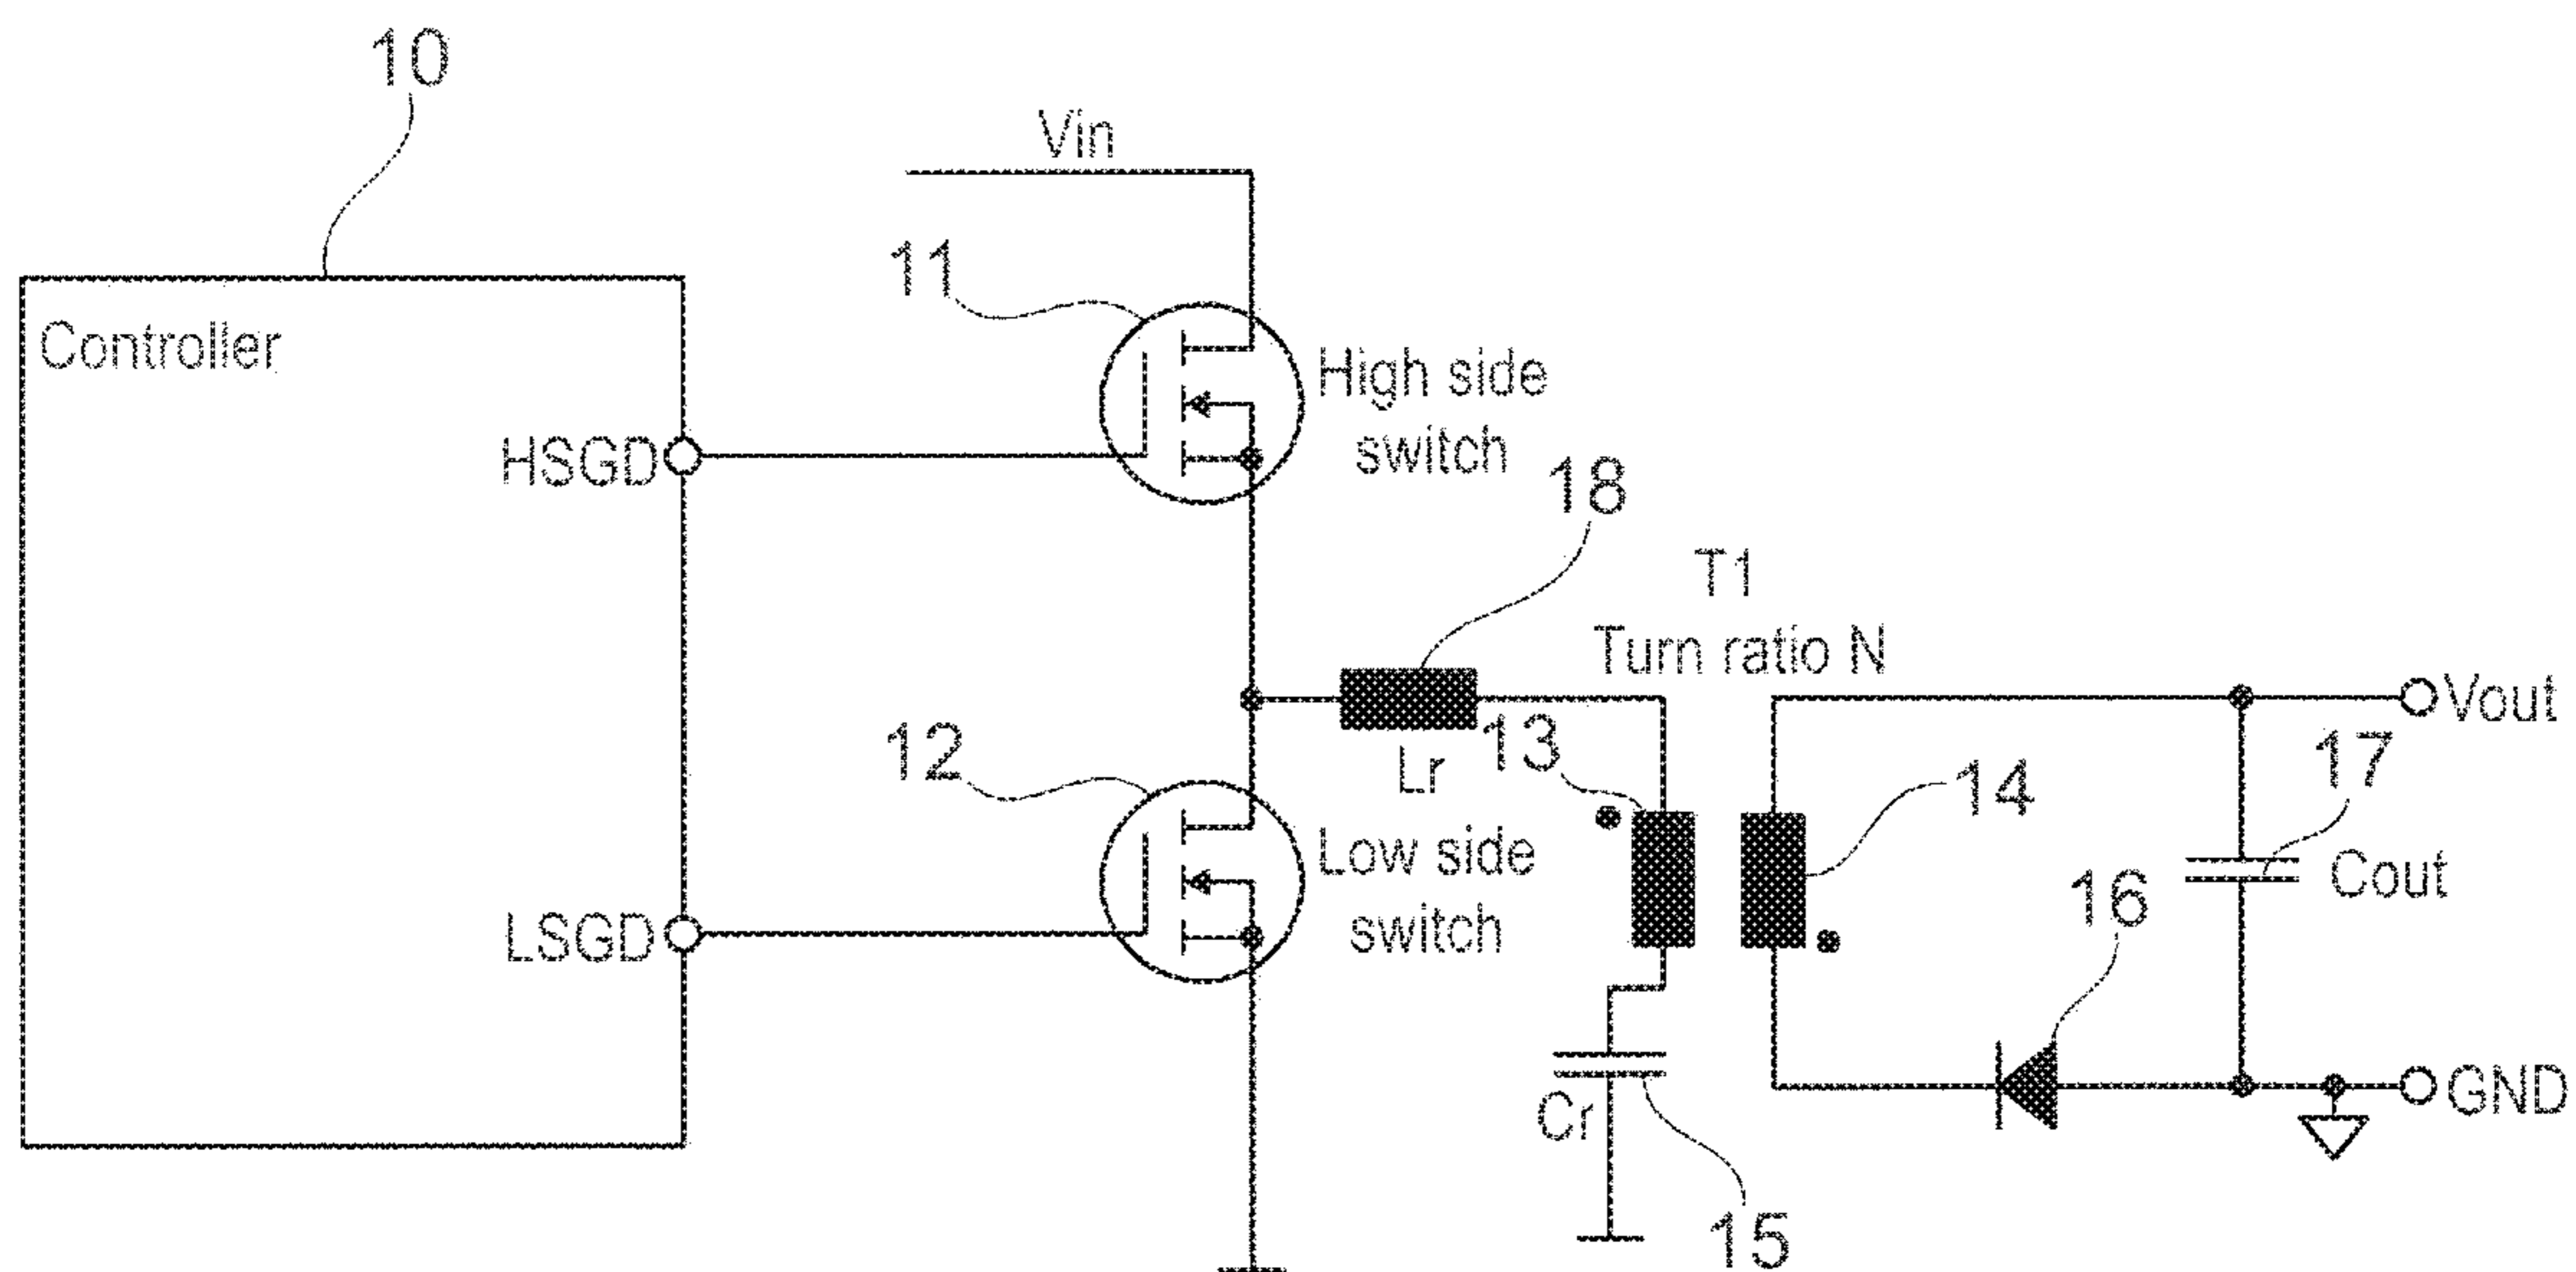 10
Vin
11
Controller
High side
switch
HSGD
18
T1
Turn ratio N
Vout
12
13
Lr
17
14
Low side
switch
Cout
16
LSGD
Cr
GND
15